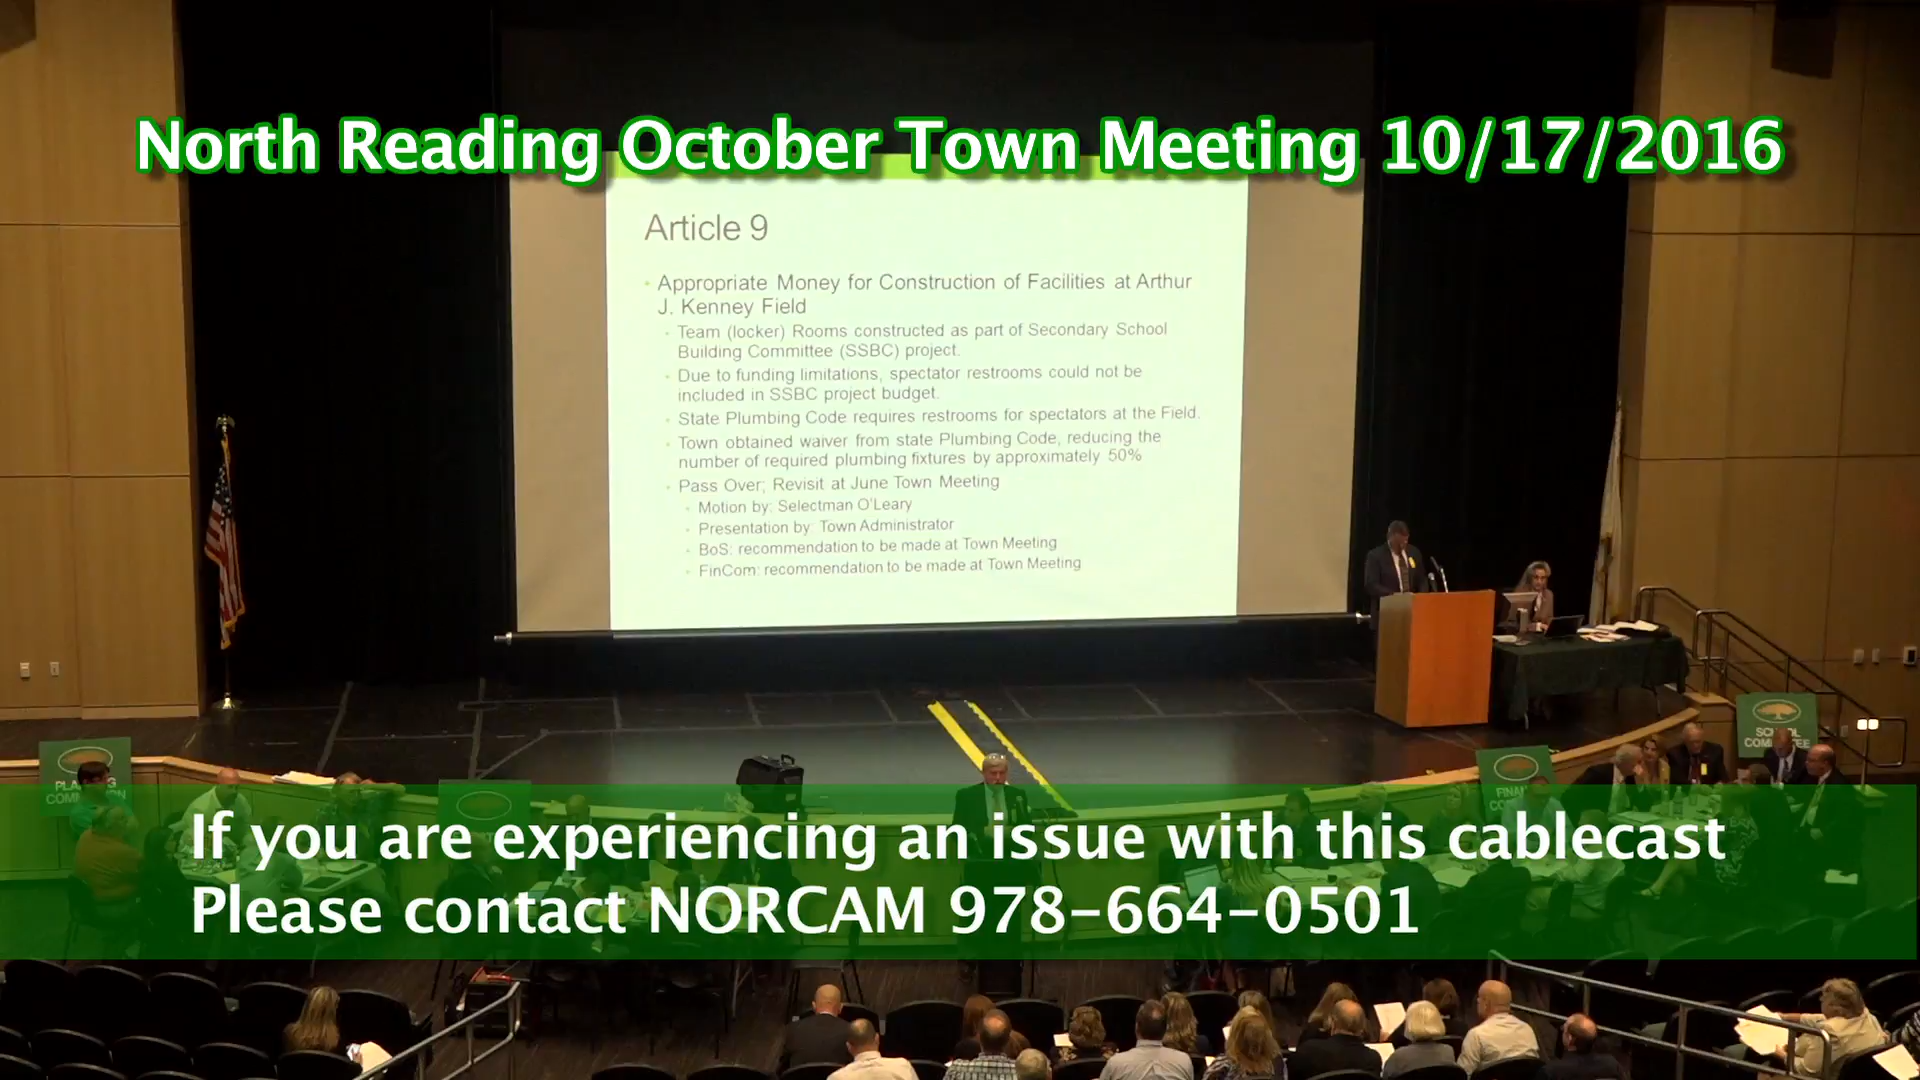 North Reading October Town Meeting 10/17/2016
Article 9
Appropriate Money for Construction of Facilities at Arthur
J. Kenney Field
Team (locker) Rooms constructed as part of Secondary School
Building Committee (SSBC) project.
Due to funding limitations, spectator restrooms could not be
included in SSBC project budget.
State Plumbing Code requires restrooms for spectators at the Field.
Town obtained waiver from state Plumbing Code, reducing the
number of required plumbing fixtures by approximately 50%
Pass Over; Revisit at June Town Meeting
Motion by: Selectman O'Leary
Presentation by: Town Administrator
BoS: recommendation to be made at Town Meeting
FinCom: recommendation to be made at Town Meeting
SCHOOL
COMMITTEE
If you are experiencing an issue with this cablecast
Please contact NORCAM 978-664-0501